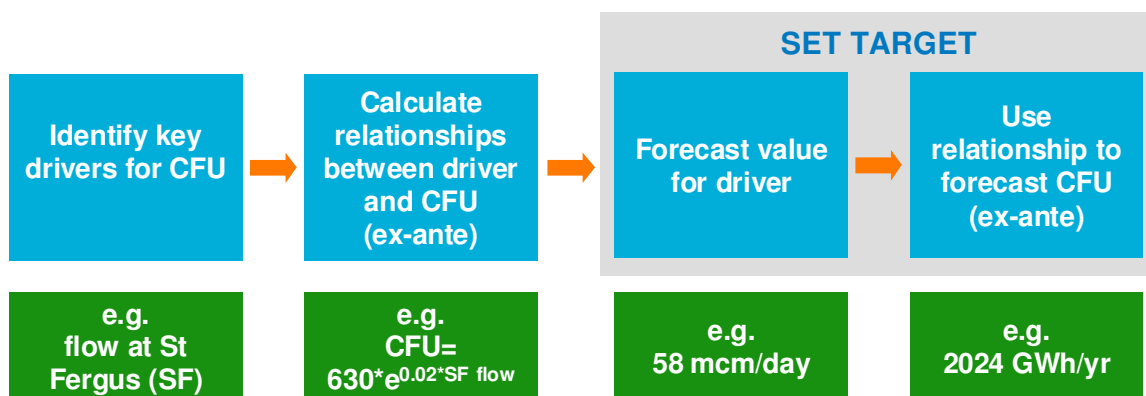 SET TARGET
Identify key
drivers for CFU
Calculate
relationships
between driver
and CFU
(ex-ante)
Forecast value
for driver
Use
relationship to
forecast CFU
(ex-ante)
e.g.
flow at St
Fergus (SF)
e.g.
CFU=
630*e0.02*SF flow
e.g.
58 mcm/day
e.g.
2024 GWh/yr